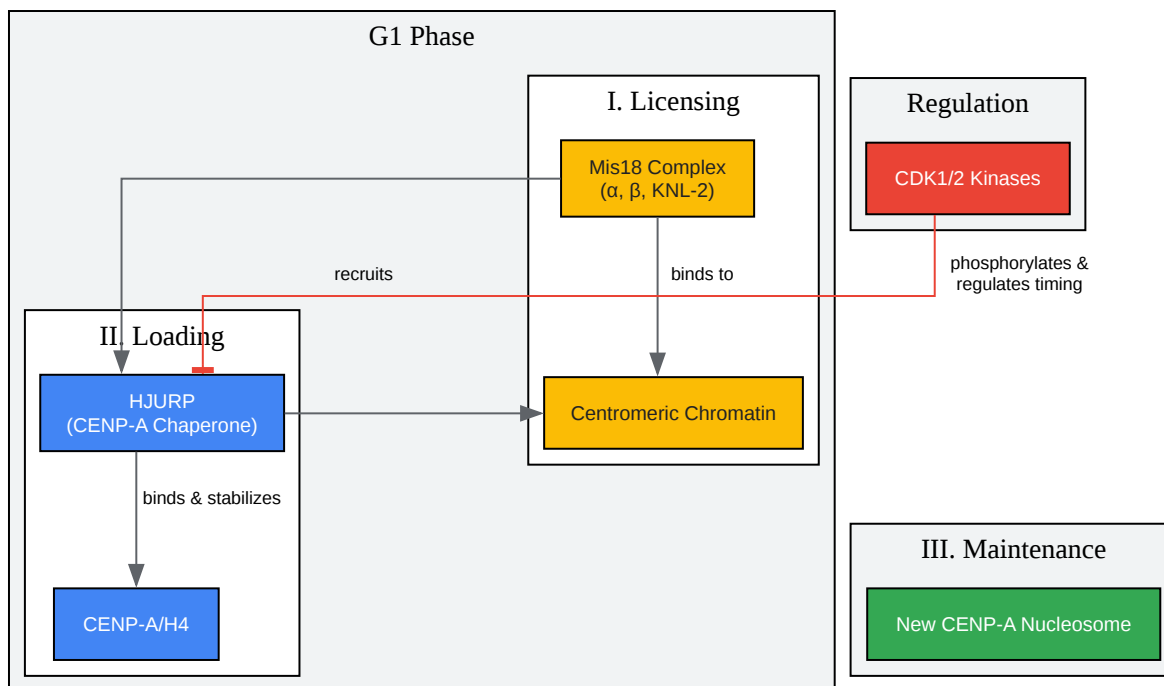 G1 Phase
I. Licensing
Regulation
Mis18 Complex
(α, β, KNL-2)
CDK1/2 Kinases
recruits
binds to
phosphorylates &
regulates timing
II. Loading
HJURP
(CENP-A Chaperone)
Centromeric Chromatin
binds & stabilizes
III. Maintenance
CENP-A/H4
New CENP-A Nucleosome